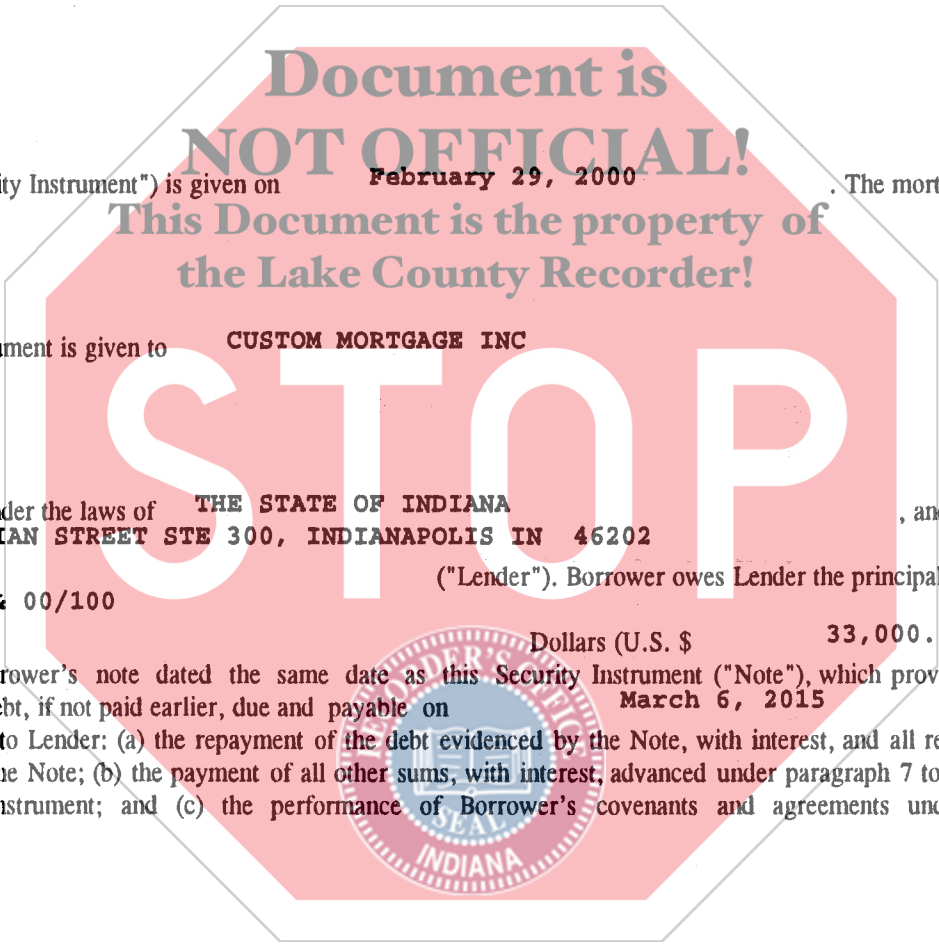 Document is
NOT OFFICIAL!
ity Instrument") is given on February 29, 2000 . The mort
This Document is the property of
the Lake County Recorder!
ument is given to CUSTOM MORTGAGE INC
STOP
der the laws of THE STATE OF INDIANA , an
IAN STREET STE 300, INDIANAPOLIS IN 46202
("Lender"). Borrower owes Lender the principal
& 00/100
Dollars (U.S. $ 33,000.
rower's note dated the same date as this Security Instrument ("Note"), which prov
ebt, if not paid earlier, due and payable on March 6, 2015
to Lender: (a) the repayment of the debt evidenced by the Note, with interest, and all re
ne Note; (b) the payment of all other sums, with interest, advanced under paragraph 7 to
nstrument; and (c) the performance of Borrower's covenants and agreements und
RECORDER'S OFFICE
SEAL
INDIANA